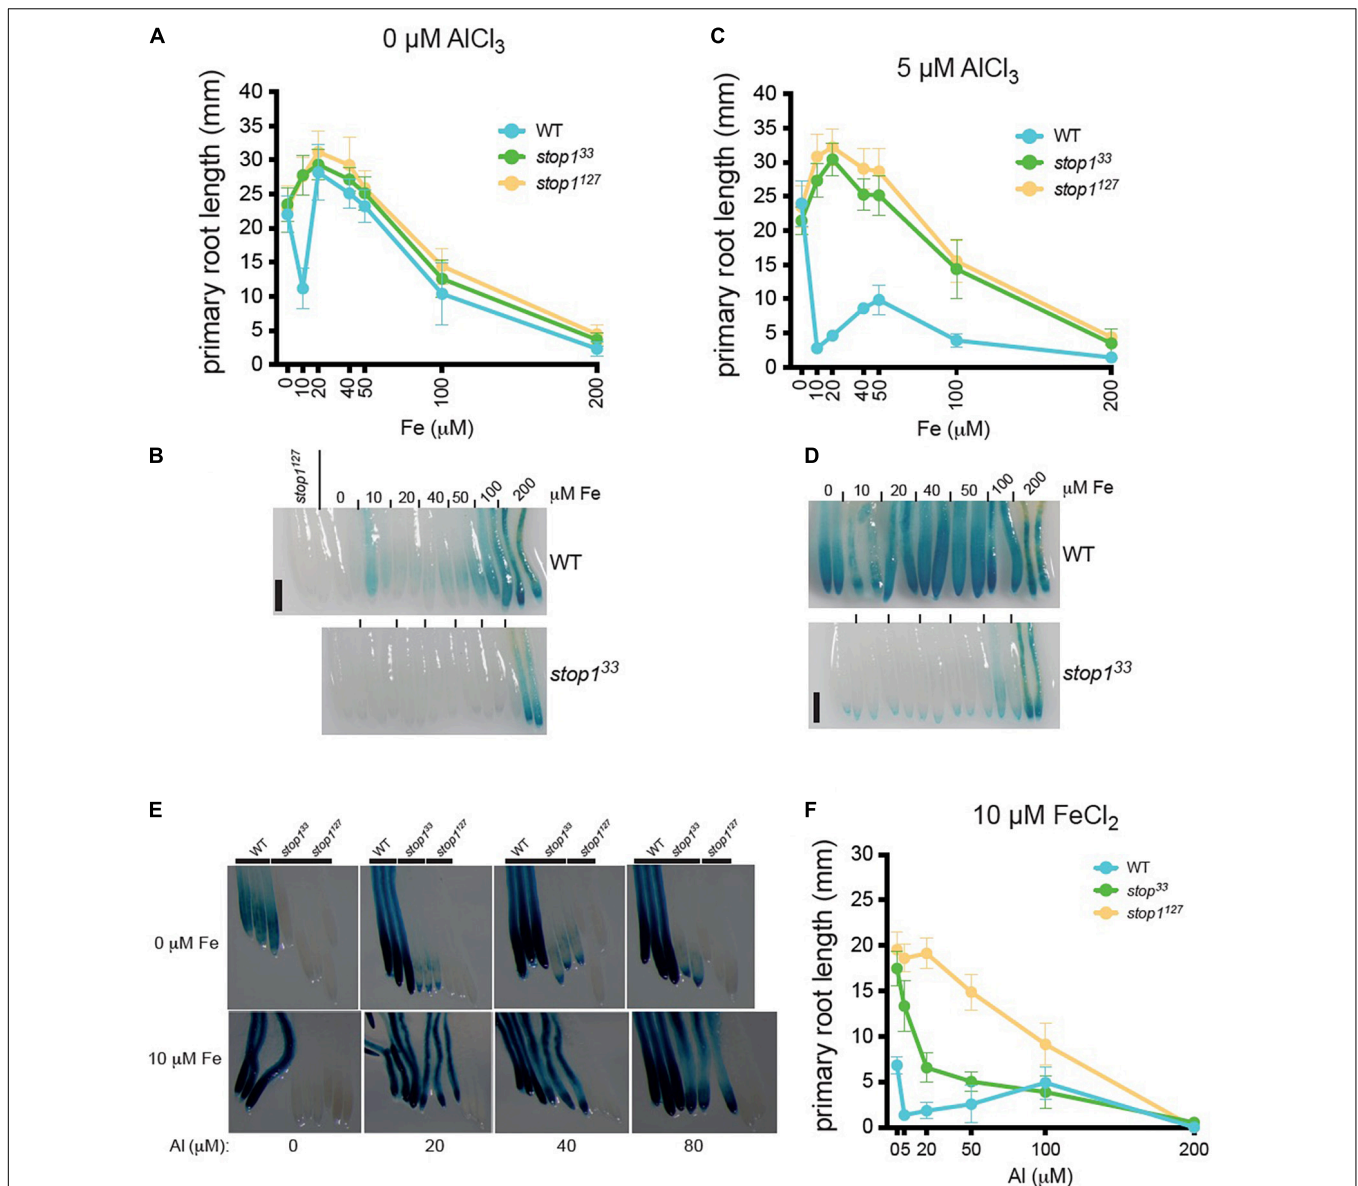 A
0 µM AlCl3
primary root length (mm)
40
35
30
25
20
15
10
5
0
WT
stop1 33
stop1 127
0 10 20 40 50 100 200
Fe (µM)
C
5 µM AlCl3
primary root length (mm)
40
35
30
25
20
15
10
5
0
WT
stop1 33
stop1 127
0 10 20 40 50 100 200
Fe (µM)
B
stop1 127
0 10 20 40 50 100 200 µM Fe
WT
stop1 33
D
0 10 20 40 50 100 200 µM Fe
WT
stop1 33
E
WT stop1 33 stop1 127 WT stop1 33 stop1 127 WT stop1 33 stop1 127 WT stop1 33 stop1 127
0 µM Fe
10 µM Fe
Al (µM): 0 20 40 80
F
10 µM FeCl2
primary root length (mm)
30
25
20
15
10
5
0
WT
stop 33
stop1 127
0 5 20 50 100 200
Al (µM)